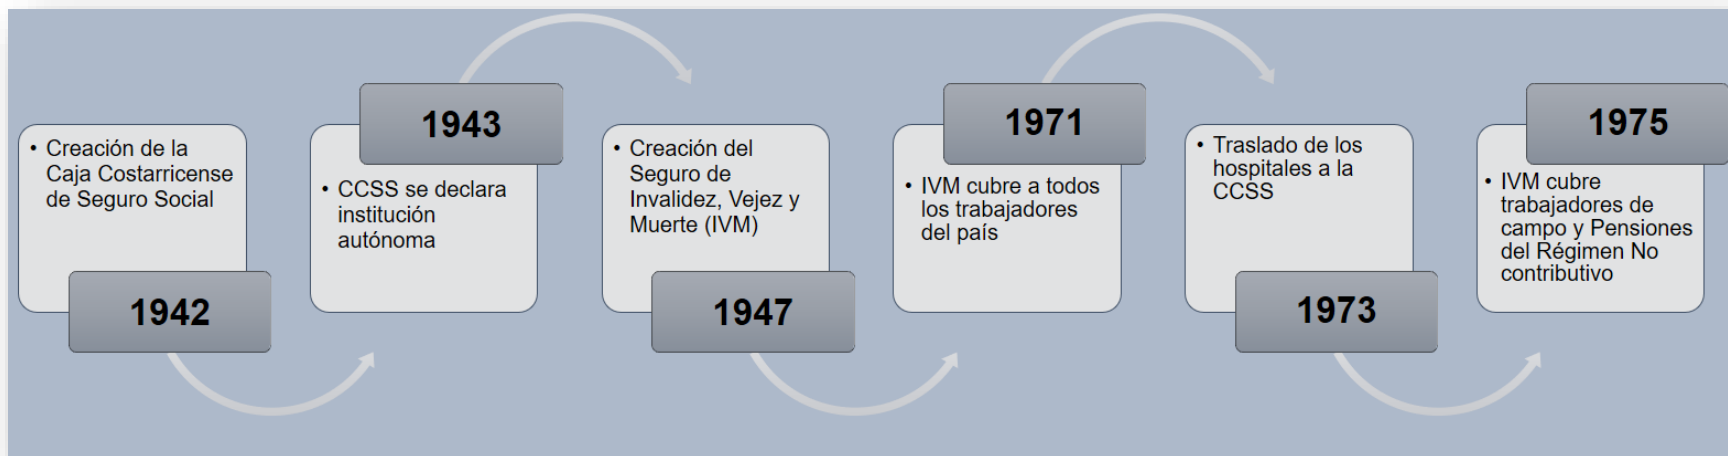 • Creación de la
Caja Costarricense
de Seguro Social
1942
1943
• CCSS se declara
institución
autónoma
• Creación del
Seguro de
Invalidez, Vejez y
Muerte (IVM)
1947
1971
• IVM cubre a todos
los trabajadores
del país
• Traslado de los
hospitales a la
CCSS
1973
1975
• IVM cubre
trabajadores de
campo y Pensiones
del Régimen No
contributivo